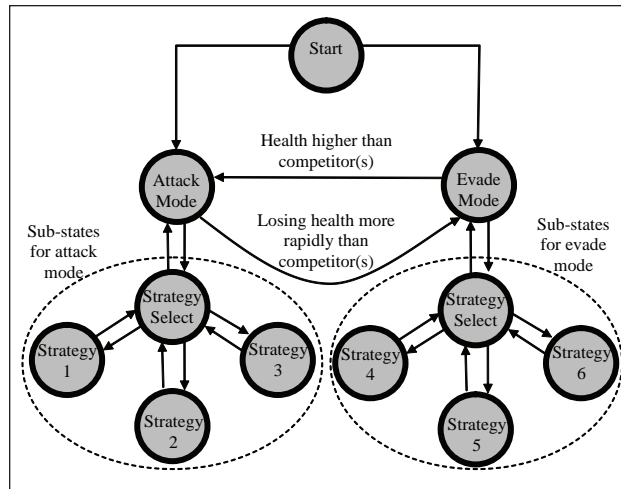 Start
Health higher than
competitor(s)
Attack
Mode
Evade
Mode
Losing health more
rapidly than
competitor(s)
Sub-states
for attack
mode
Sub-states
for evade
mode
Strategy
Select
Strategy
1
Strategy
2
Strategy
3
Strategy
Select
Strategy
4
Strategy
5
Strategy
6